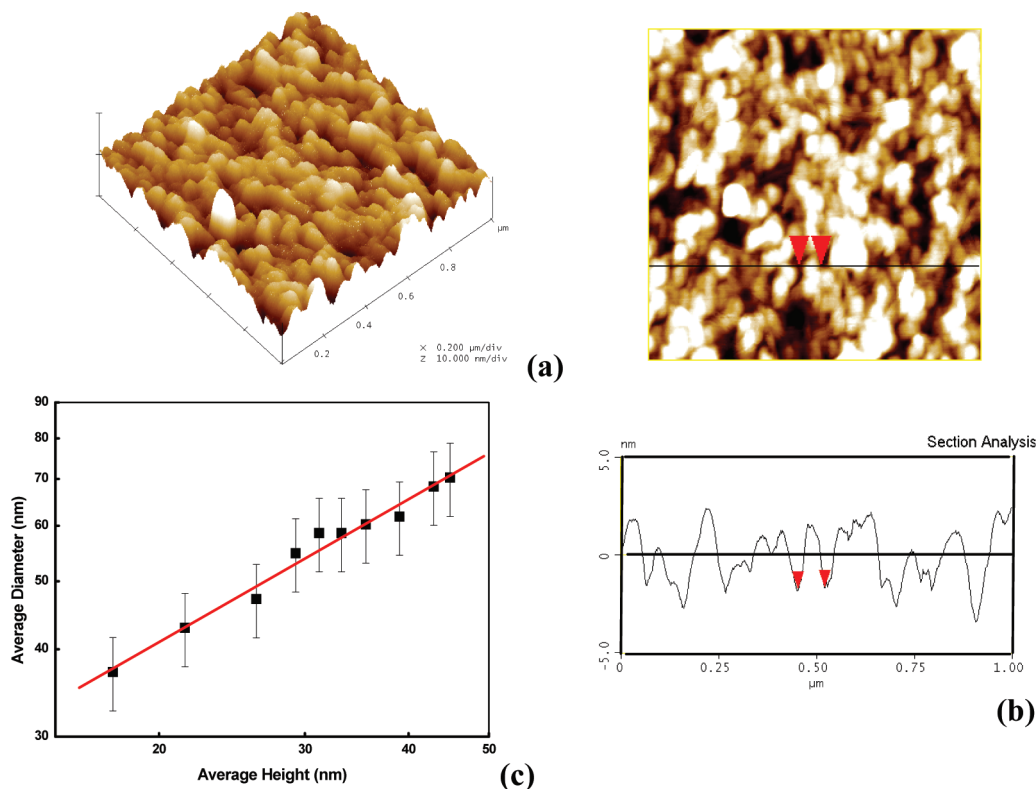 µm
0.8
0.6
0.4
0.2
X 0.200 µm/div
Z 10.000 nm/div
(a)
90
80
70
60
50
40
30
Average Diameter (nm)
20
30
40
50
Average Height (nm)
(c)
nm
Section Analysis
5.0
0
-5.0
0
0.25
0.50
0.75
1.00
µm
(b)